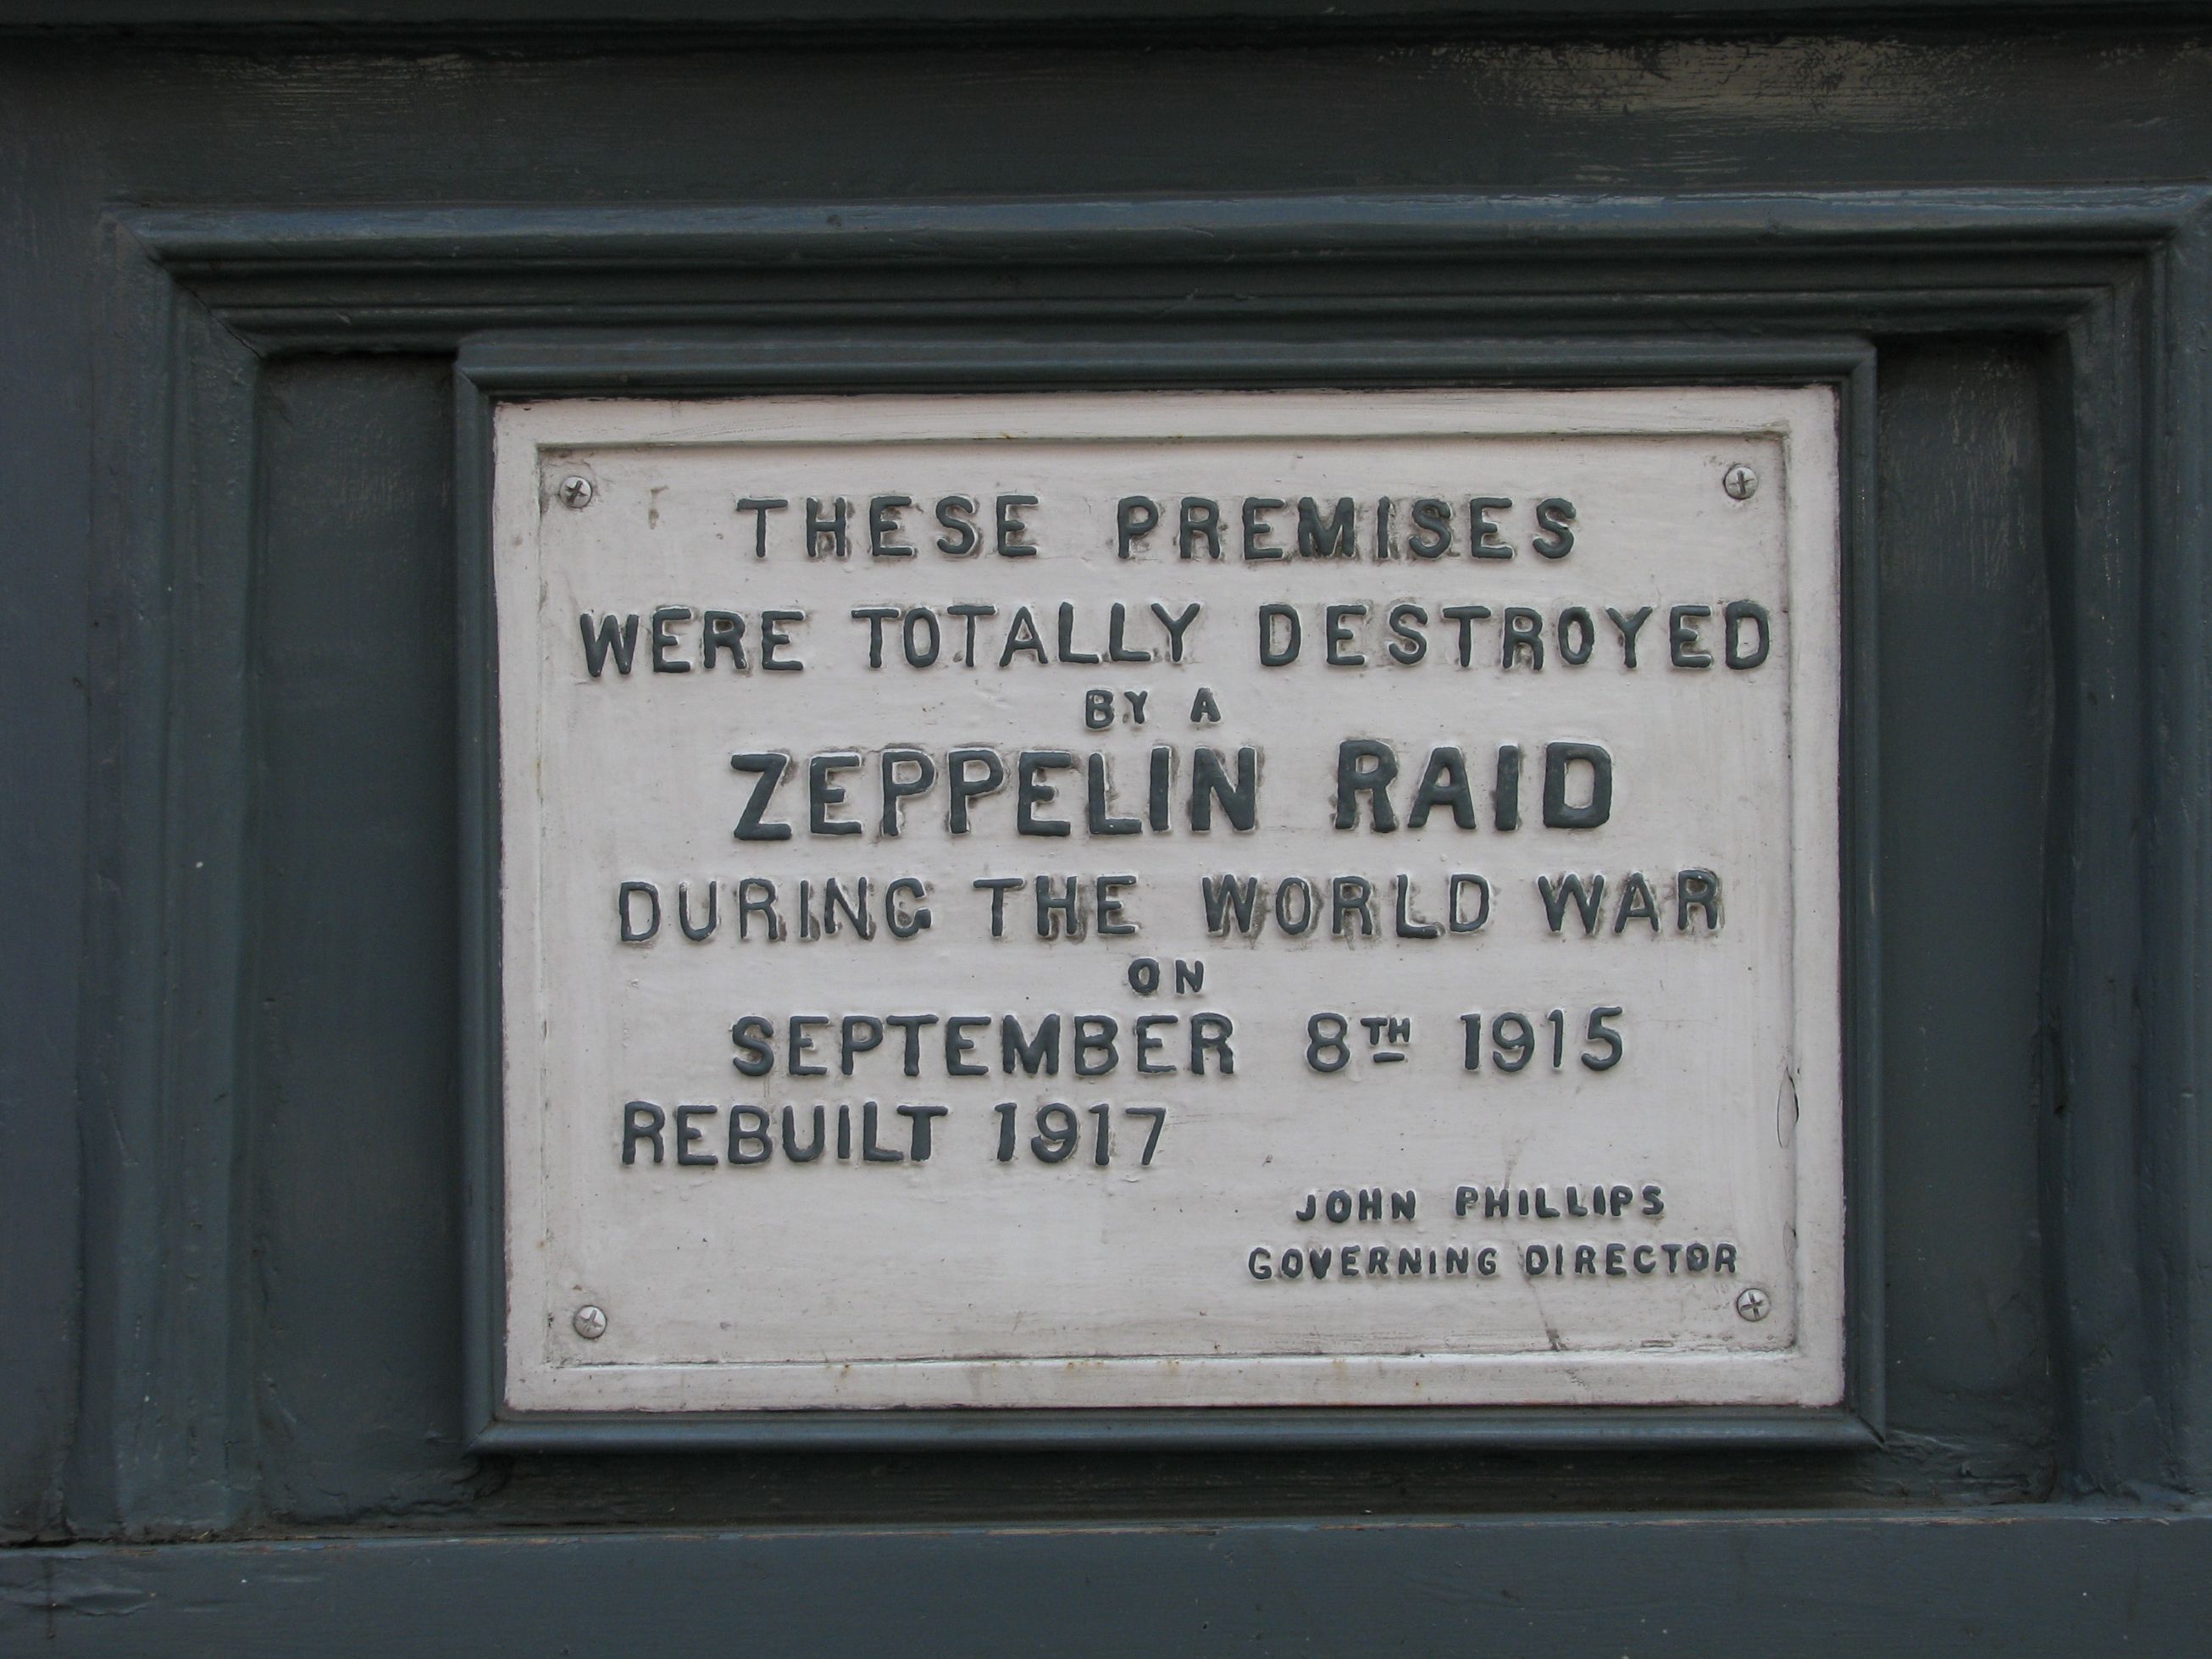 THESE PREMISES
WERE TOTALLY DESTROYED
BY A
ZEPPELIN RAID
DURING THE WORLD WAR
ON
SEPTEMBER 8TH 1915
REBUILT 1917
JOHN PHILLIPS
GOVERNING DIRECTOR